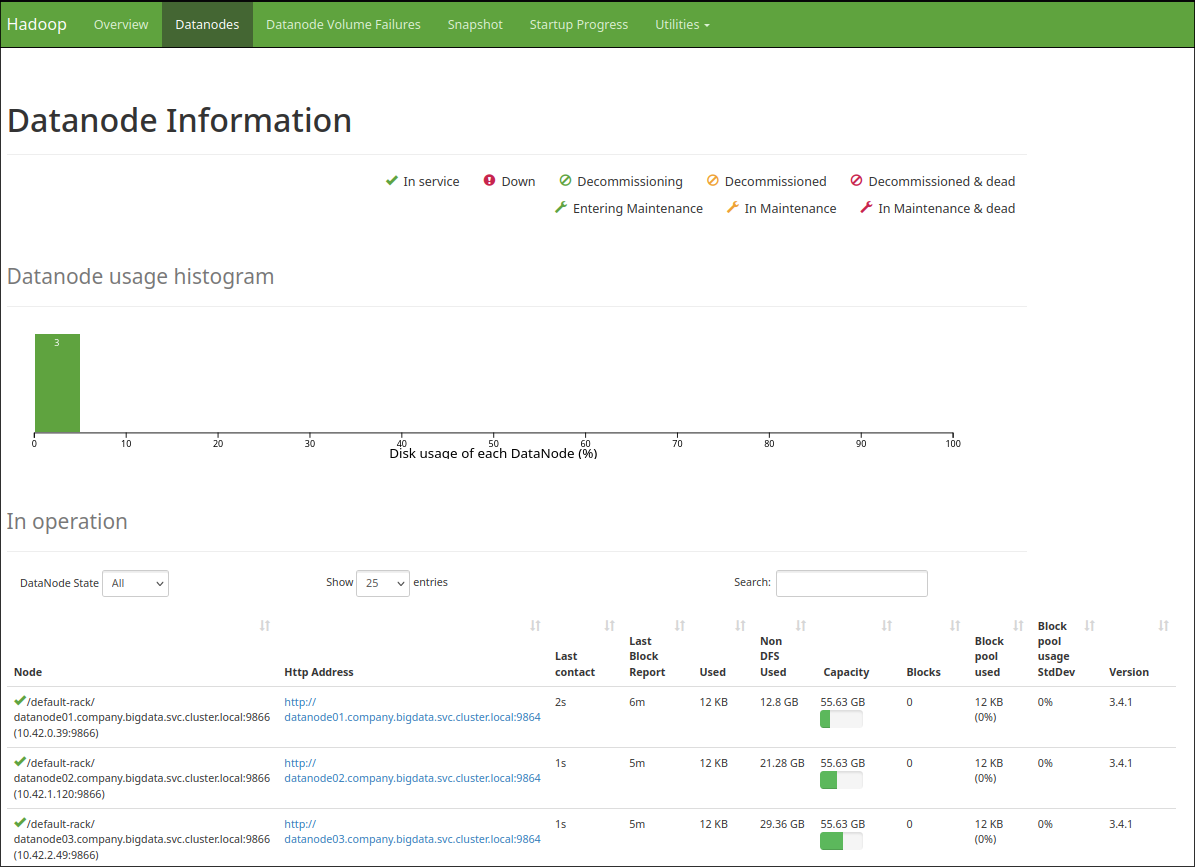 Hadoop Overview Datanodes Datanode Volume Failures Snapshot Startup Progress Utilities
Datanode Information
In service Down Decommissioning Decommissioned Decommissioned & dead
Entering Maintenance In Maintenance In Maintenance & dead
Datanode usage histogram
3
0 10 20 30 40 50 60 70 80 90 100
Disk usage of each DataNode (%)
In operation
DataNode State All Show 25 entries Search:
Block
Last Non Block pool
Last Block DFS pool usage
Node Http Address contact Report Used Used Capacity Blocks used StdDev Version
/default-rack/ http:// 2s 6m 12 KB 12.8 GB 55.63 GB 0 12 KB 0% 3.4.1
datanode01.company.bigdata.svc.cluster.local:9866 datanode01.company.bigdata.svc.cluster.local:9864 (0%)
(10.42.0.39:9866)
/default-rack/ http:// 1s 5m 12 KB 21.28 GB 55.63 GB 0 12 KB 0% 3.4.1
datanode02.company.bigdata.svc.cluster.local:9866 datanode02.company.bigdata.svc.cluster.local:9864 (0%)
(10.42.1.120:9866)
/default-rack/ http:// 1s 5m 12 KB 29.36 GB 55.63 GB 0 12 KB 0% 3.4.1
datanode03.company.bigdata.svc.cluster.local:9866 datanode03.company.bigdata.svc.cluster.local:9864 (0%)
(10.42.2.49:9866)